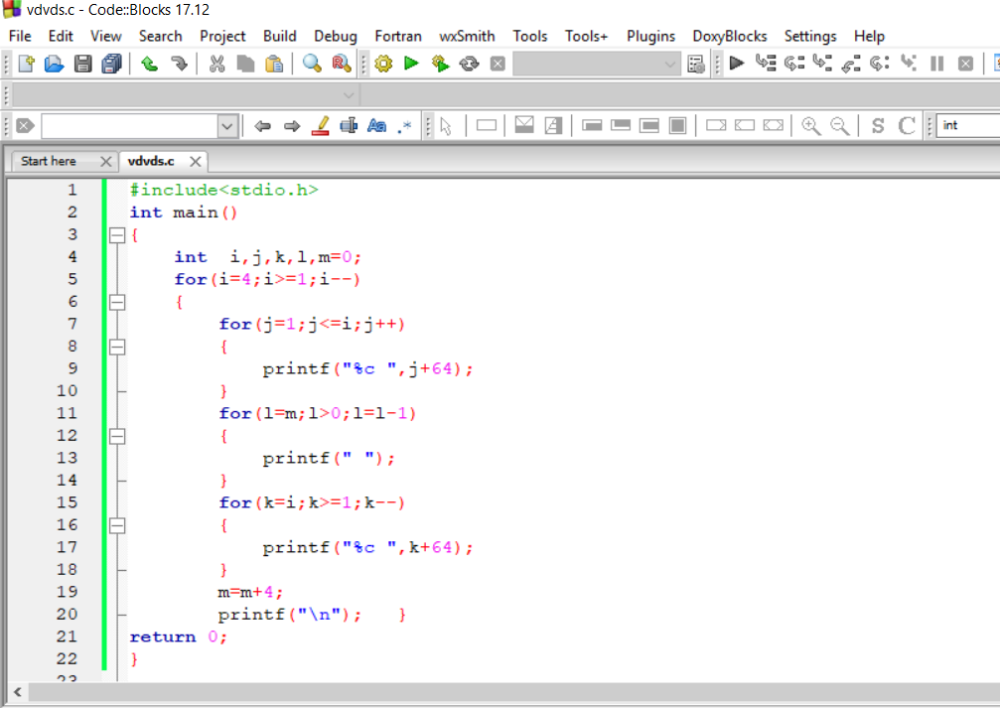 vdvds.c - Code::Blocks 17.12
File Edit View Search Project Build Debug Fortran wxSmith Tools Tools+ Plugins DoxyBlocks Settings Help
int
Start here vdvds.c
1 #include<stdio.h>
2 int main()
3 {
4     int  i,j,k,l,m=0;
5     for(i=4;i>=1;i--)
6     {
7         for(j=1;j<=i;j++)
8         {
9             printf("%c ",j+64);
10         }
11         for(l=m;l>0;l=l-1)
12         {
13             printf(" ");
14         }
15         for(k=i;k>=1;k--)
16         {
17             printf("%c ",k+64);
18         }
19         m=m+4;
20         printf("\n");   }
21 return 0;
22 }
23